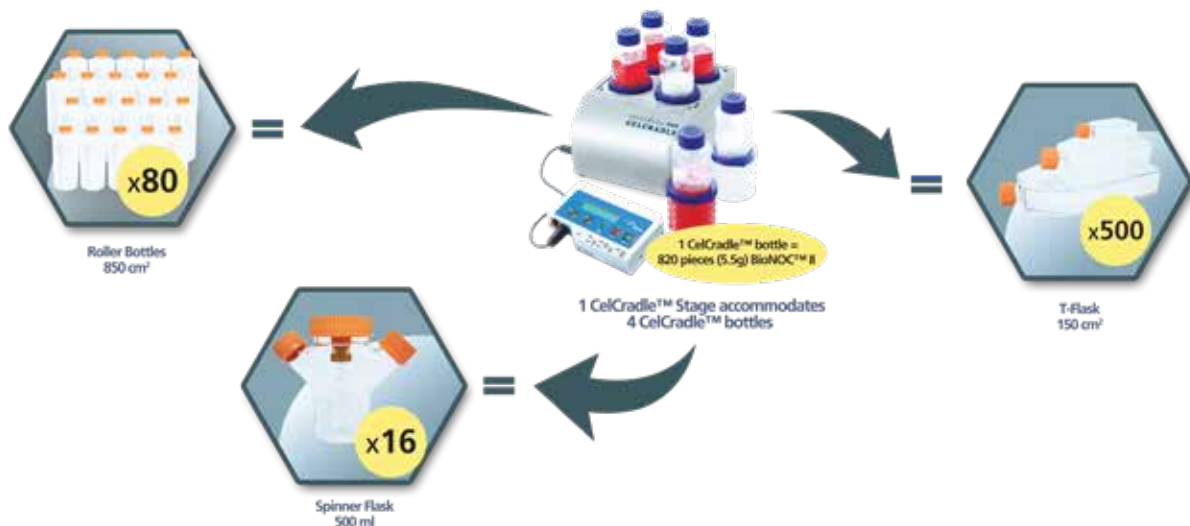 x80
Roller Bottles
850 cm²
CELCRADLE
1 CelCradle™ bottle =
820 pieces (5.5g) BioNOC™ II
1 CelCradle™ Stage accommodates
4 CelCradle™ bottles
x500
T-Flask
150 cm²
x16
Spinner Flask
500 ml